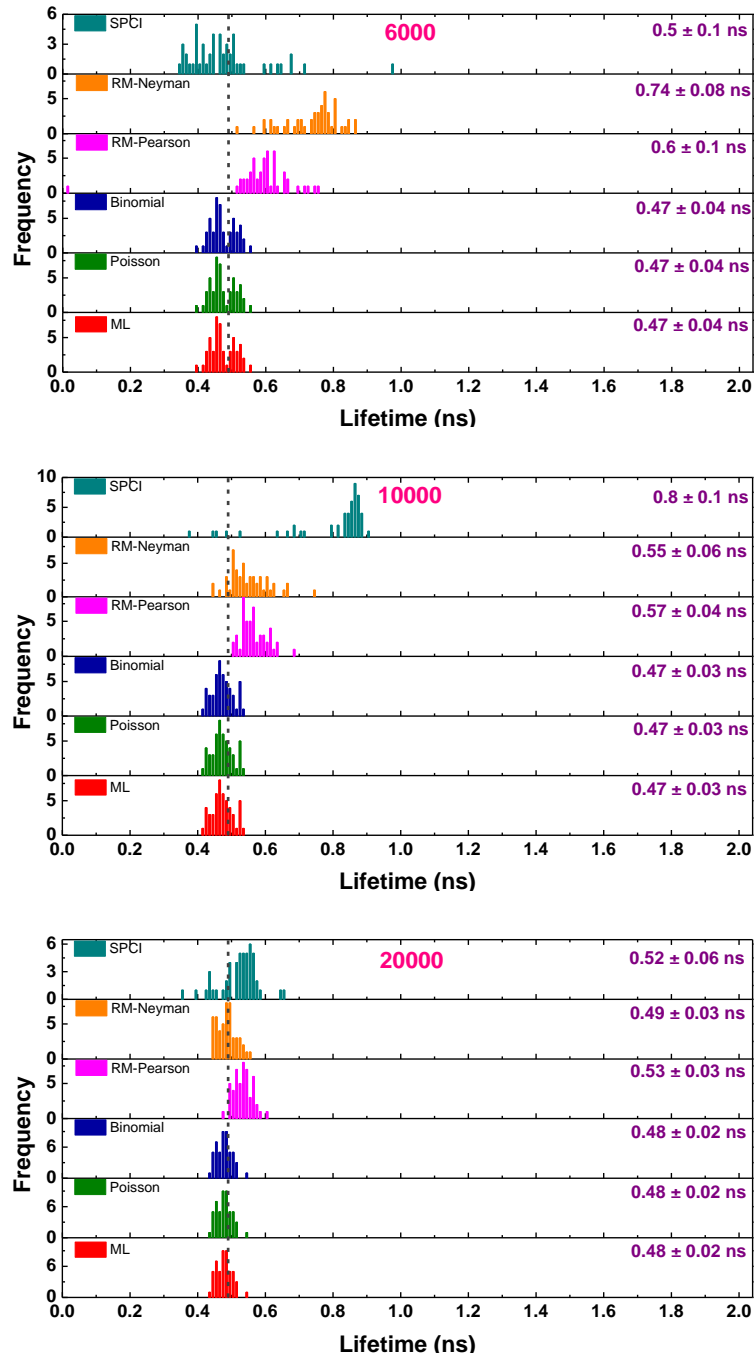 6
SPCI
6000
0.5 ± 0.1 ns
3
0
RM-Neyman
0.74 ± 0.08 ns
5
0
RM-Pearson
0.6 ± 0.1 ns
5
0
Binomial
0.47 ± 0.04 ns
5
0
Poisson
0.47 ± 0.04 ns
5
0
ML
0.47 ± 0.04 ns
5
0
Frequency
0.0 0.2 0.4 0.6 0.8 1.0 1.2 1.4 1.6 1.8 2.0
Lifetime (ns)
10
SPCI
10000
0.8 ± 0.1 ns
8
6
4
2
0
RM-Neyman
0.55 ± 0.06 ns
5
0
RM-Pearson
0.57 ± 0.04 ns
5
0
Binomial
0.47 ± 0.03 ns
5
0
Poisson
0.47 ± 0.03 ns
5
0
ML
0.47 ± 0.03 ns
5
0
Frequency
0.0 0.2 0.4 0.6 0.8 1.0 1.2 1.4 1.6 1.8 2.0
Lifetime (ns)
6
SPCI
20000
0.52 ± 0.06 ns
4
2
0
RM-Neyman
0.49 ± 0.03 ns
5
0
RM-Pearson
0.53 ± 0.03 ns
5
0
Binomial
0.48 ± 0.02 ns
6
3
0
Poisson
0.48 ± 0.02 ns
6
3
0
ML
0.48 ± 0.02 ns
6
3
0
Frequency
0.0 0.2 0.4 0.6 0.8 1.0 1.2 1.4 1.6 1.8 2.0
Lifetime (ns)